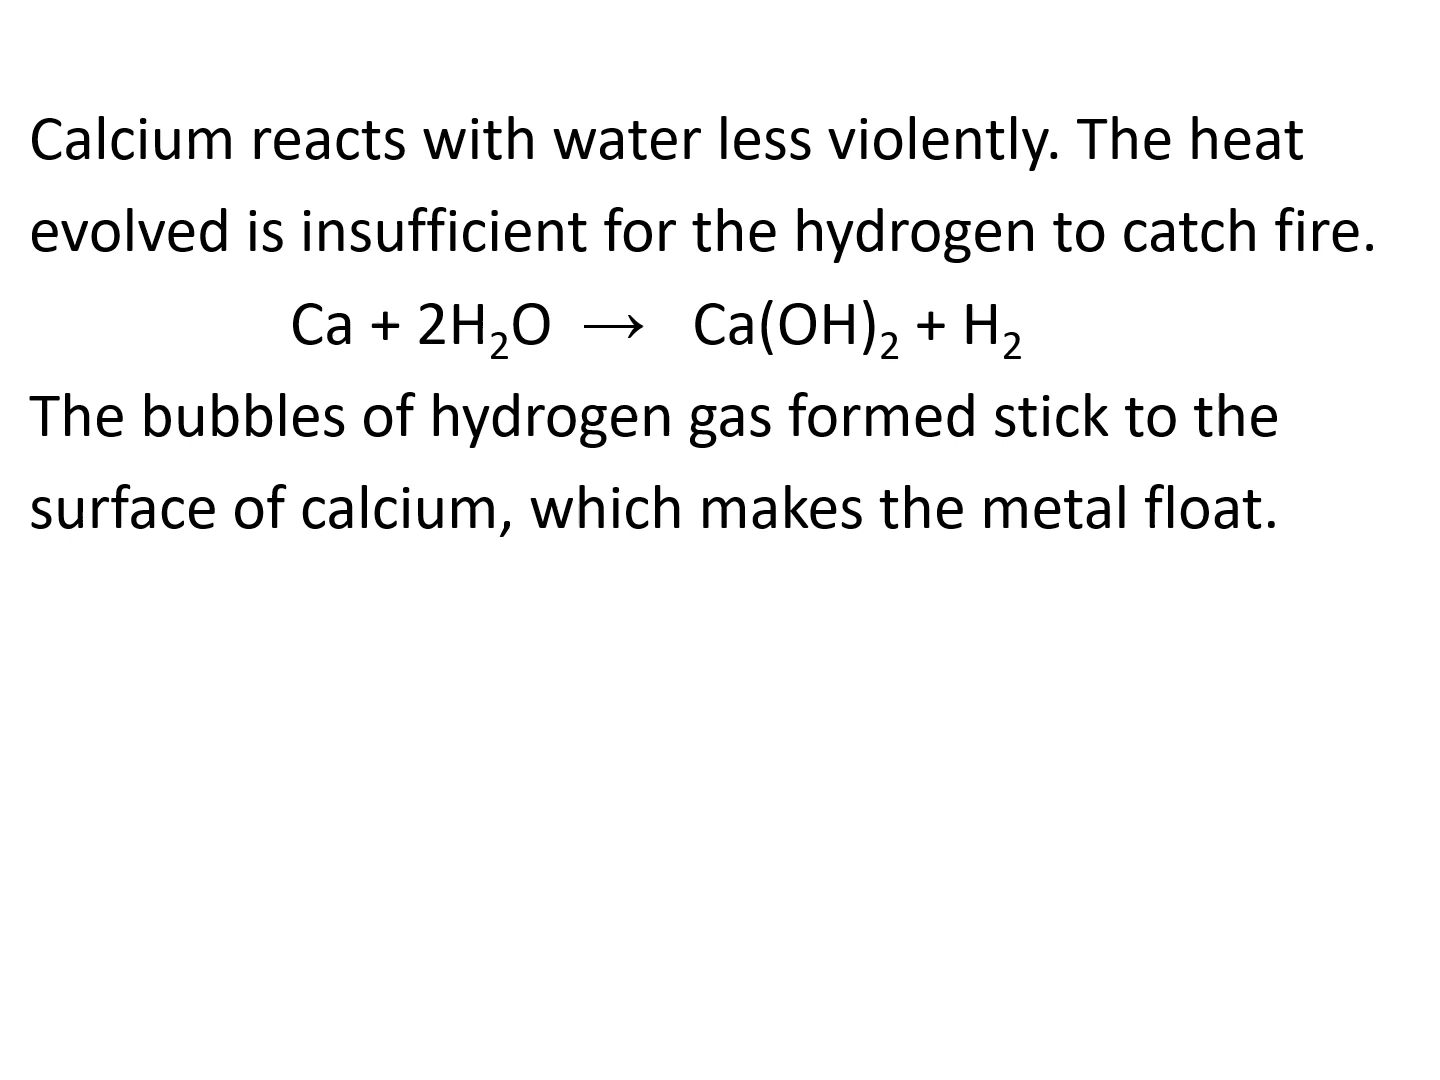 Calcium reacts with water less violently. The heat
evolved is insufficient for the hydrogen to catch fire.
Ca + 2H₂O → Ca(OH)₂ + H₂
The bubbles of hydrogen gas formed stick to the
surface of calcium, which makes the metal float.